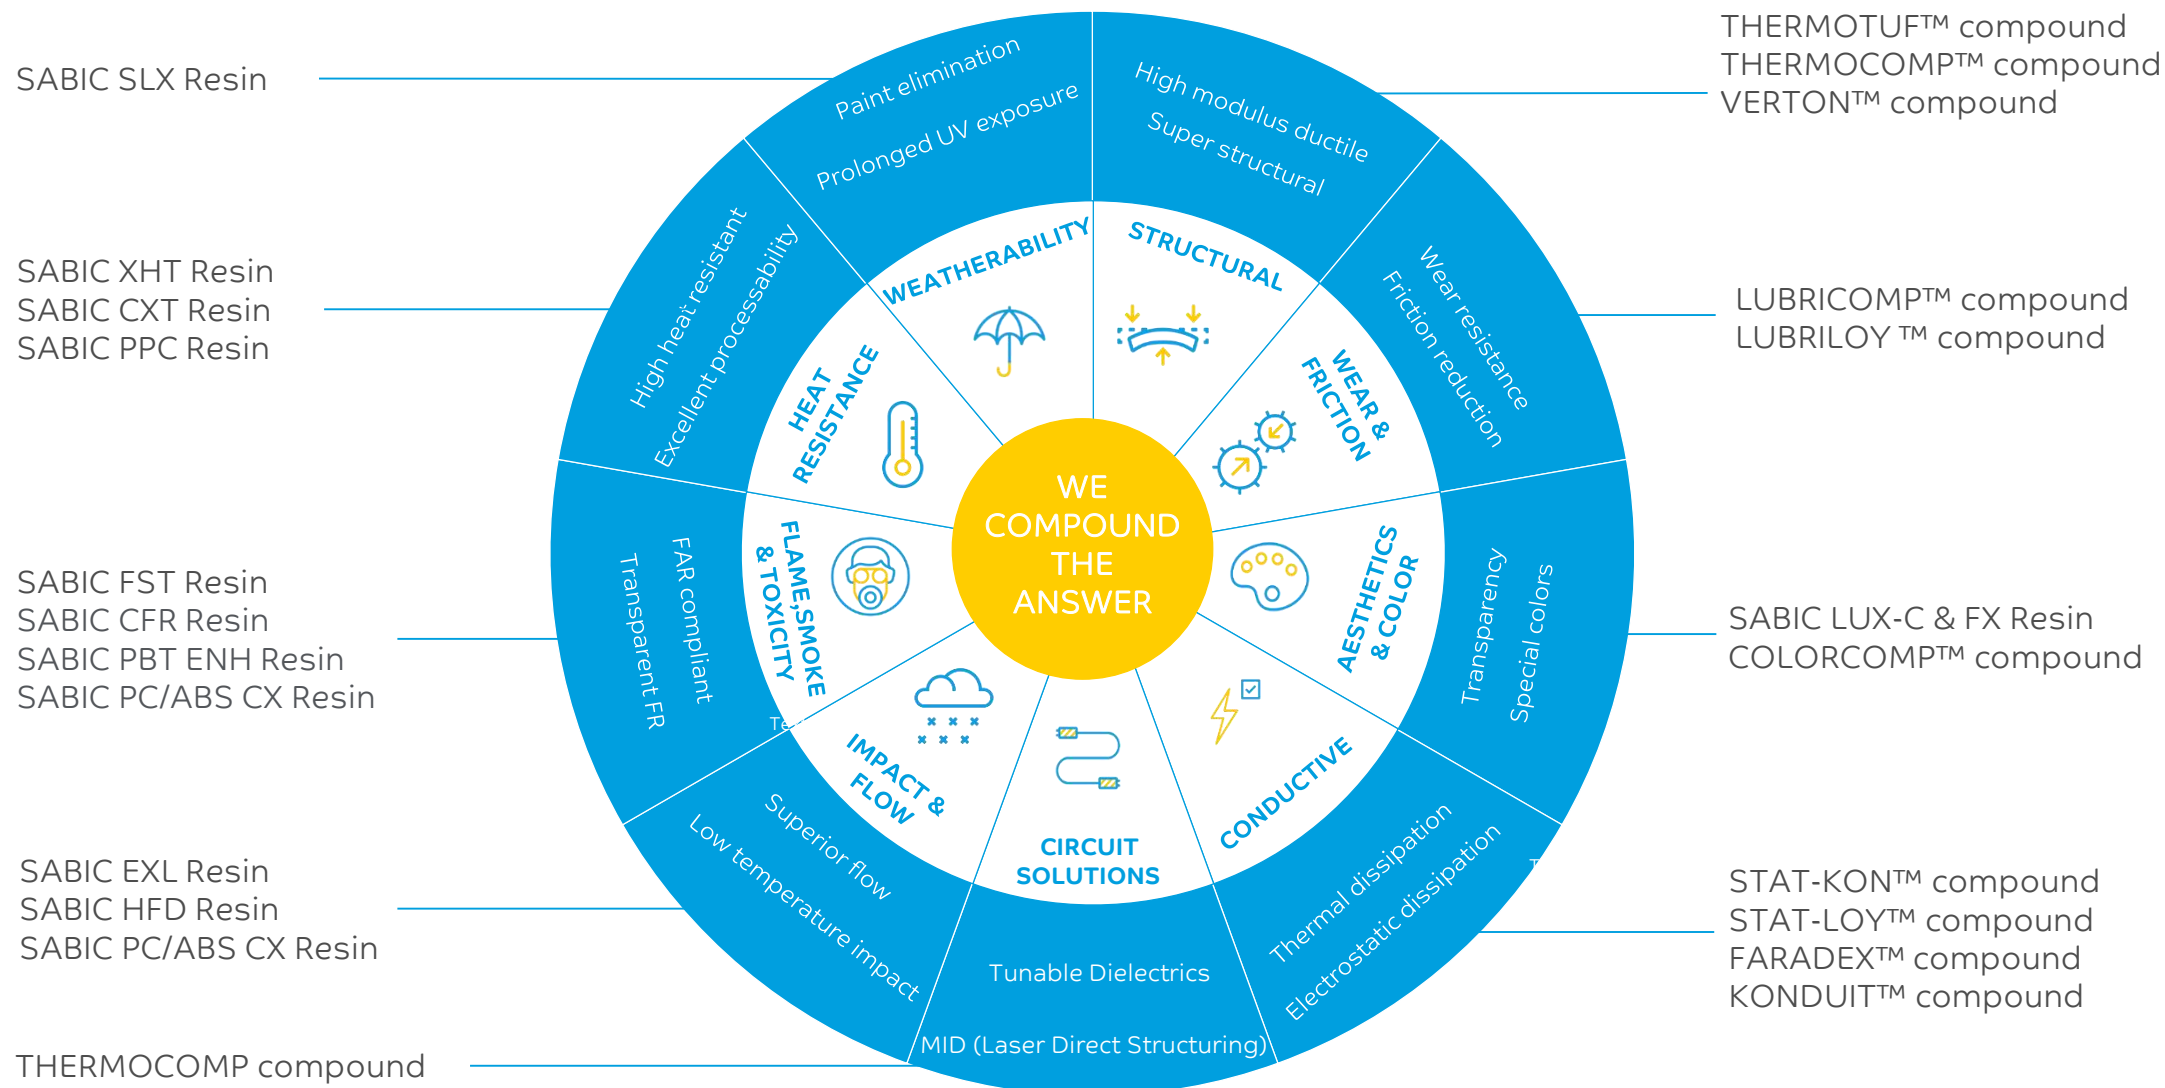 SABIC SLX Resin
SABIC XHT Resin
SABIC CXT Resin
SABIC PPC Resin
SABIC FST Resin
SABIC CFR Resin
SABIC PBT ENH Resin
SABIC PC/ABS CX Resin
SABIC EXL Resin
SABIC HFD Resin
SABIC PC/ABS CX Resin
THERMOCOMP compound
Paint elimination
Prolonged UV exposure
WEATHERABILITY
High modulus ductile
Super structural
STRUCTURAL
Wear resistance
Friction reduction
WEAR &
FRICTION
Transparency
Special colors
AESTHETICS
& COLOR
Thermal dissipation
Electrostatic dissipation
CONDUCTIVE
CIRCUIT
SOLUTIONS
Tunable Dielectrics
MID (Laser Direct Structuring)
IMPACT &
FLOW
Superior flow
Low temperature impact
FLAME,SMOKE
& TOXICITY
FAR compliant
Transparent FR
HEAT
RESISTANCE
High heat resistant
Excellent processability
WE
COMPOUND
THE
ANSWER
THERMOTUF™ compound
THERMOCOMP™ compound
VERTON™ compound
LUBRICOMP™ compound
LUBRILOY ™ compound
SABIC LUX-C & FX Resin
COLORCOMP™ compound
STAT-KON™ compound
STAT-LOY™ compound
FARADEX™ compound
KONDUIT™ compound